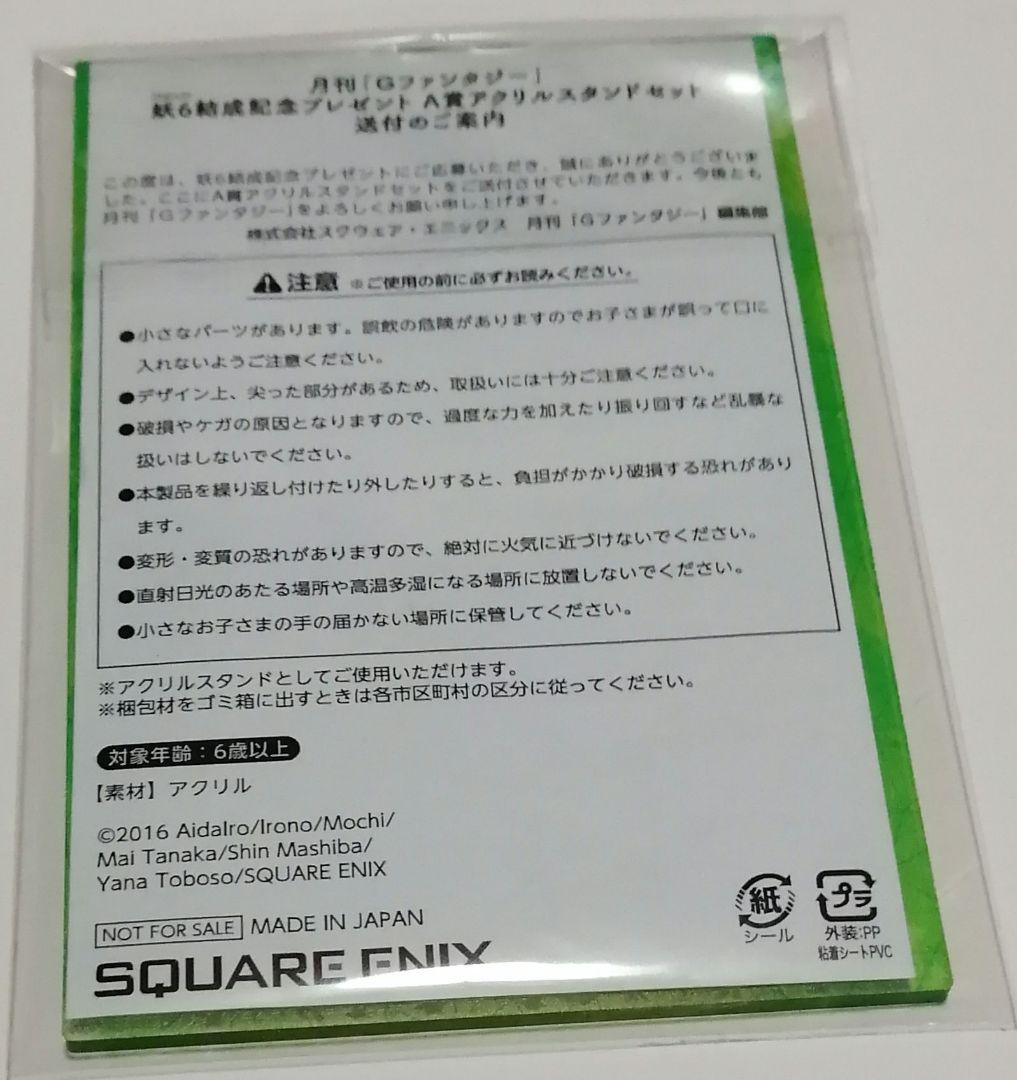 月刊「Gファンタジー」
妖6結成記念プレゼント A賞アクリルスタンドセット
送付のご案内
この度は、妖6結成記念プレゼントにご応募いただき、誠にありがとうございま
した。ここにA賞アクリルスタンドセットをご送付させていただきます。今後とも
月刊「Gファンタジー」をよろしくお願い申し上げます。
株式会社スクウェア・エニックス 月刊「Gファンタジー」編集館
注意 ※ご使用の前に必ずお読みください。
●小さなパーツがあります。誤飲の危険がありますのでお子さまが誤って口に
入れないようご注意ください。
●デザイン上、尖った部分があるため、取扱いには十分ご注意ください。
●破損やケガの原因となりますので、過度な力を加えたり振り回すなど乱暴な
扱いはしないでください。
●本製品を繰り返し付けたり外したりすると、負担がかかり破損する恐れがあり
ます。
●変形・変質の恐れがありますので、絶対に火気に近づけないでください。
●直射日光のあたる場所や高温多湿になる場所に放置しないでください。
●小さなお子さまの手の届かない場所に保管してください。
※アクリルスタンドとしてご使用いただけます。
※梱包材をゴミ箱に出すときは各市区町村の区分に従ってください。
対象年齢:6歳以上
【素材】アクリル
©2016 AidaIro/Irono/Mochi/
Mai Tanaka/Shin Mashiba/
Yana Toboso/SQUARE ENIX
NOT FOR SALE MADE IN JAPAN
SQUARE ENIX
紙
シール
プラ
外装:PP
粘着シートPVC